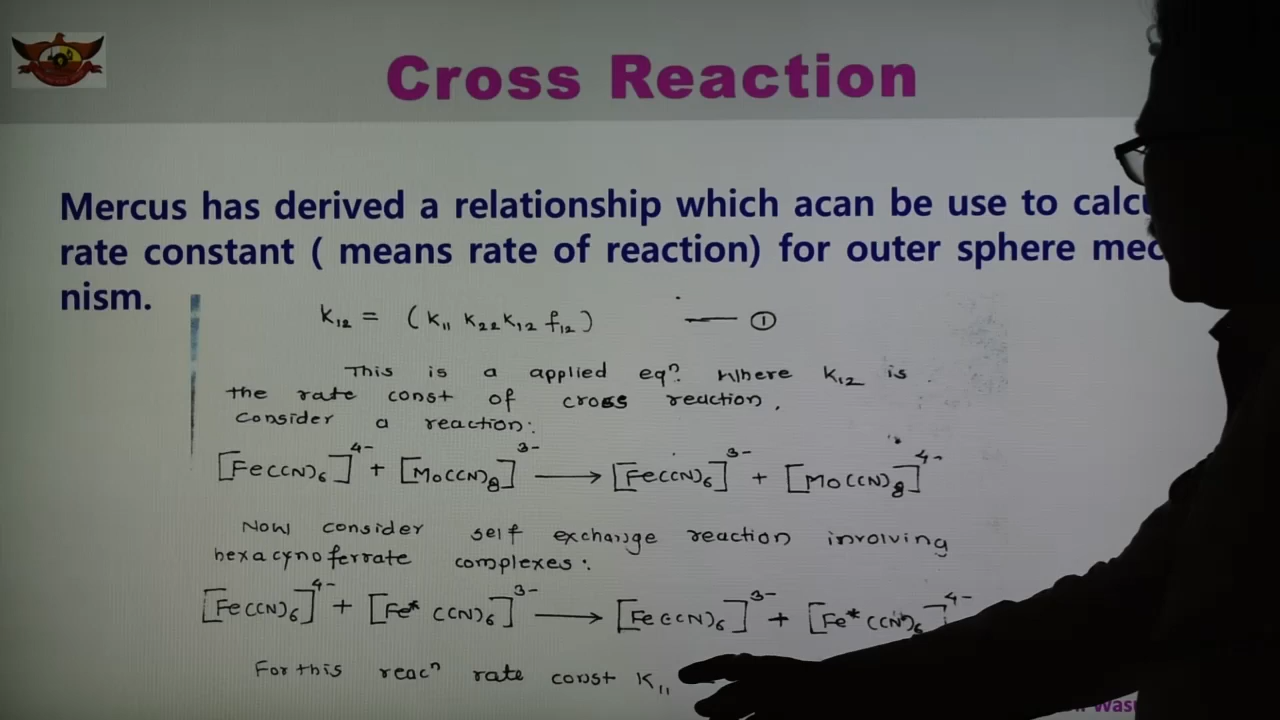 Cross Reaction
Mercus has derived a relationship which acan be use to calcu
rate constant ( means rate of reaction) for outer sphere mec
nism.
K₁₂ = (K₁₁ K₂₂ K₁₂ f₁₂) — ①
This is a applied eqⁿ. Where K₁₂ is
the rate const of cross reaction.
Consider a reaction:
[Fe(CN)₆]⁴⁻ + [Mo(CN)₈]³⁻ ⟶ [Fe(CN)₆]³⁻ + [Mo(CN)₈]⁴⁻
Now consider self exchange reaction involving
hexacynoferrate complexes:
[Fe(CN)₆]⁴⁻ + [Fe* (CN)₆]³⁻ ⟶ [Fe(CN)₆]³⁻ + [Fe* (CN)₆]⁴⁻
For this reacⁿ rate const K₁₁